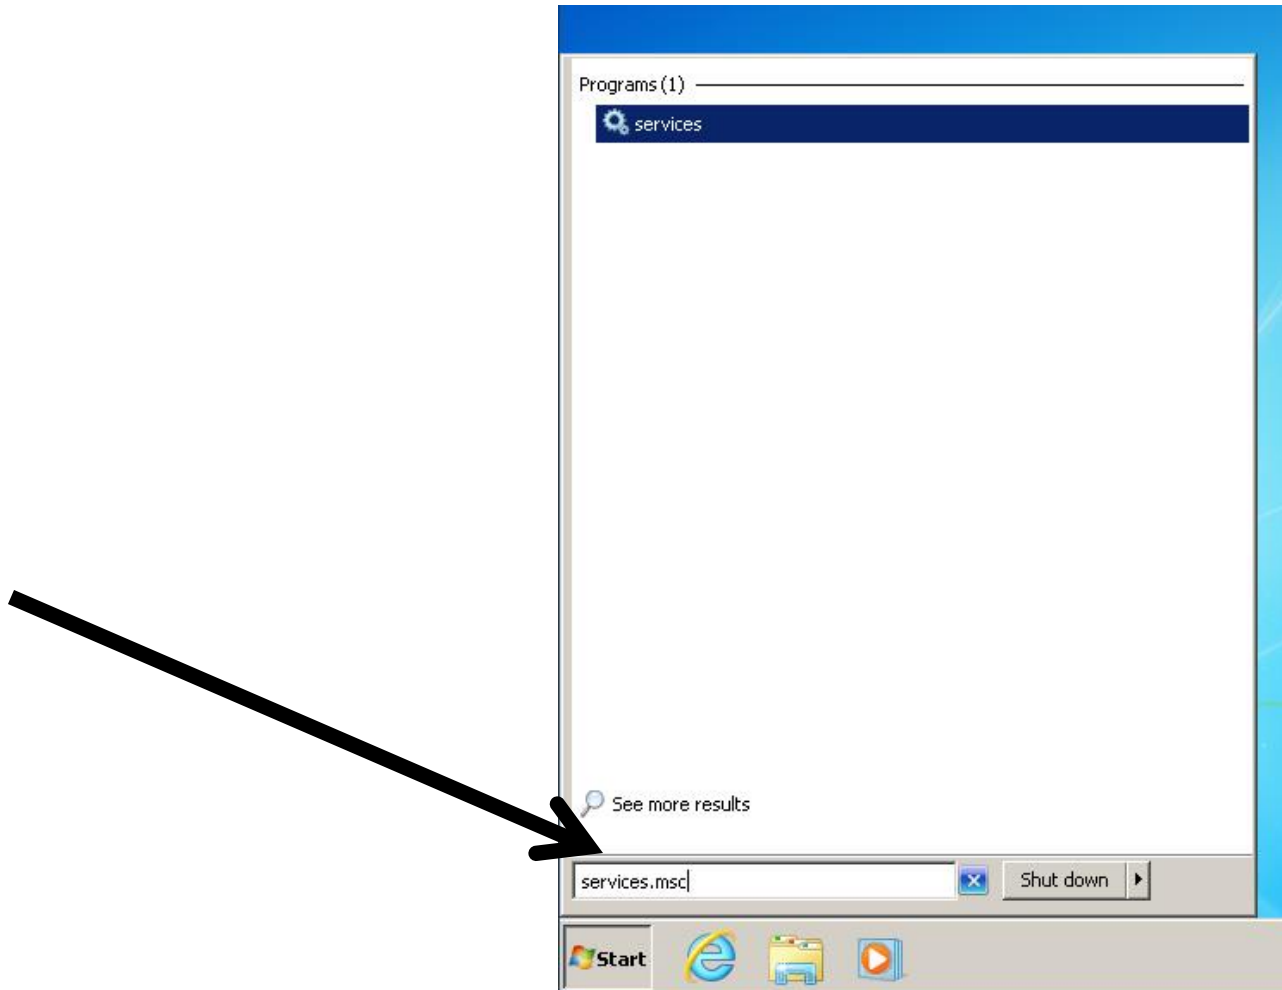 Programs (1)
services
See more results
services.msc
Shut down
Start